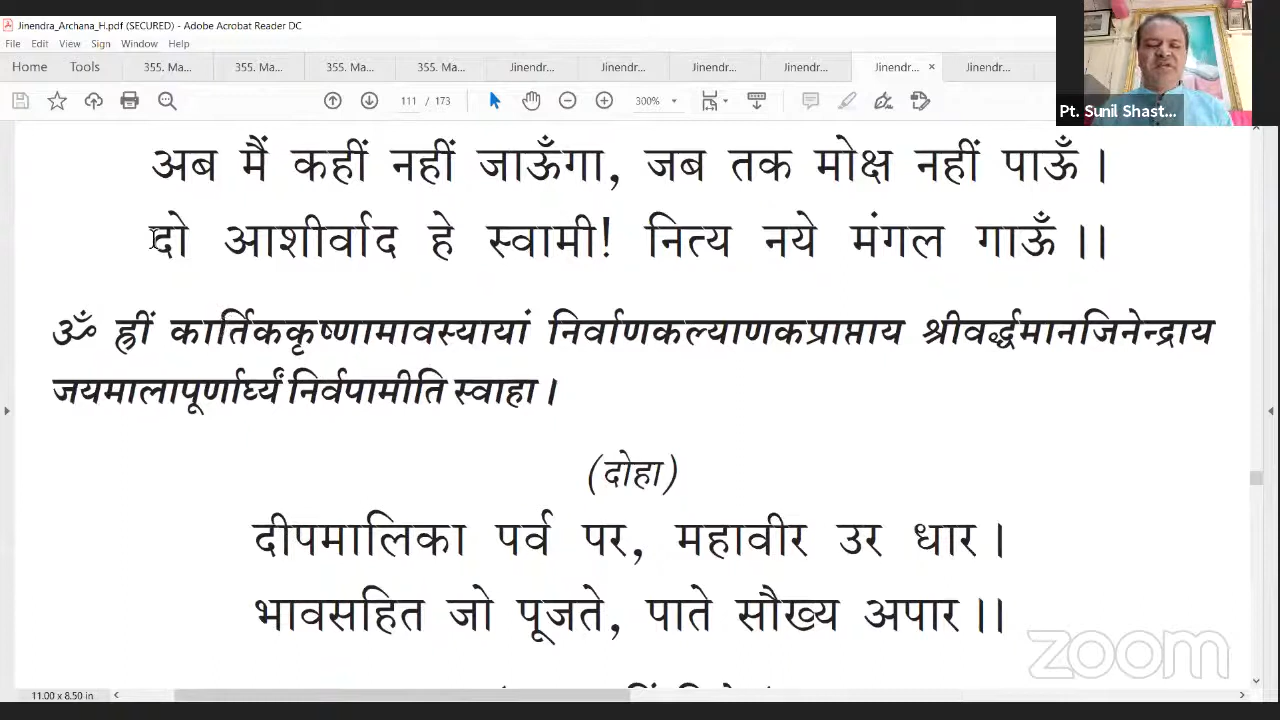 Jinendra_Archana_H.pdf (SECURED) - Adobe Acrobat Reader DC
File Edit View Sign Window Help
Home Tools 355. Ma... 355. Ma... 355. Ma... 355. Ma... Jinendr... Jinendr... Jinendr... Jinendr... Jinendr... × Jinendr...
111 / 173 300%
Pt. Sunil Shast...
अब मैं कहीं नहीं जाऊँगा, जब तक मोक्ष नहीं पाऊँ।
दो आशीर्वाद हे स्वामी! नित्य नये मंगल गाऊँ।।
ॐ ह्रीं कार्तिककृष्णामावस्यायां निर्वाणकल्याणकप्राप्ताय श्रीवर्द्धमानजिनेन्द्राय
जयमालापूर्णार्घ्यं निर्वपामीति स्वाहा।
(दोहा)
दीपमालिका पर्व पर, महावीर उर धार।
भावसहित जो पूजते, पाते सौख्य अपार।।
zoom
11.00 x 8.50 in